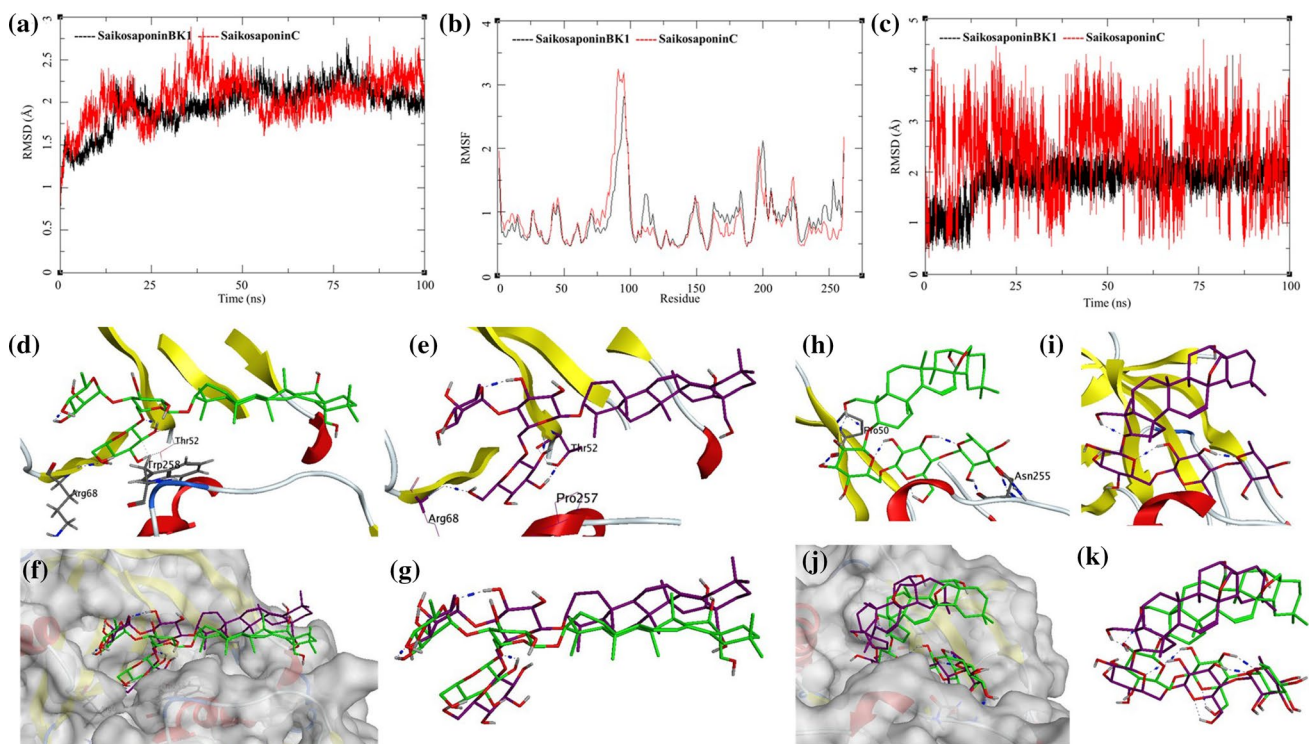 (a)
3
2.5
2
1.5
1
0.5
0
RMSD (Å)
SaikosaponinBK1 SaikosaponinC
0 25 50 75 100
Time (ns)
(b)
4
3
2
1
0
RMSF
SaikosaponinBK1 SaikosaponinC
0 50 100 150 200 250
Residue
(c)
5
4
3
2
1
0
RMSD (Å)
SaikosaponinBK1 SaikosaponinC
0 25 50 75 100
Time (ns)
(d)
Thr52
Trp258
Arg68
(e)
Thr52
Arg68
Pro257
(h)
Pro50
Asn255
(i)
(f)
(g)
(j)
(k)